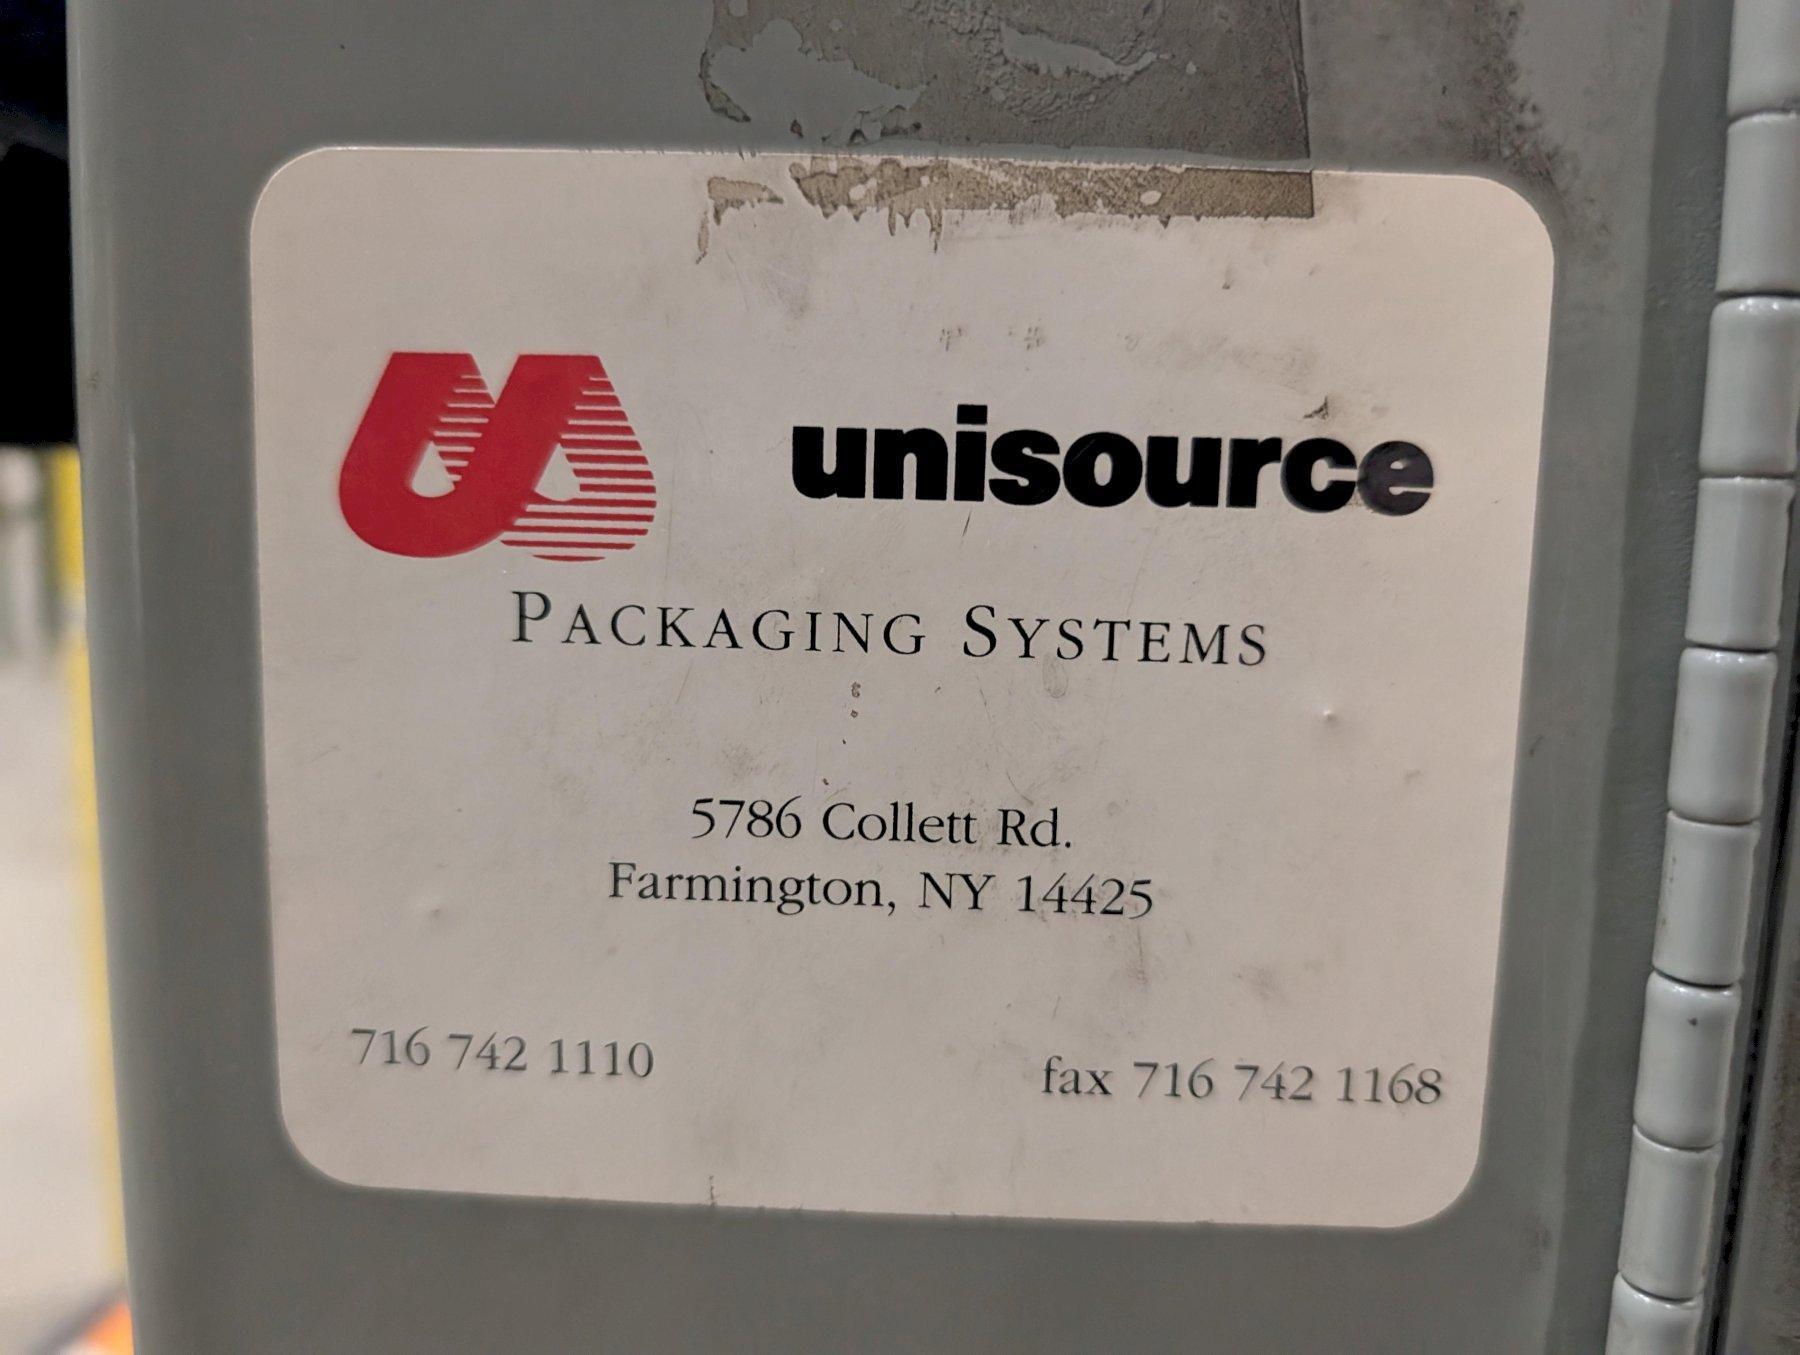 unisource
PACKAGING SYSTEMS
5786 Collett Rd.
Farmington, NY 14425
716 742 1110
fax 716 742 1168